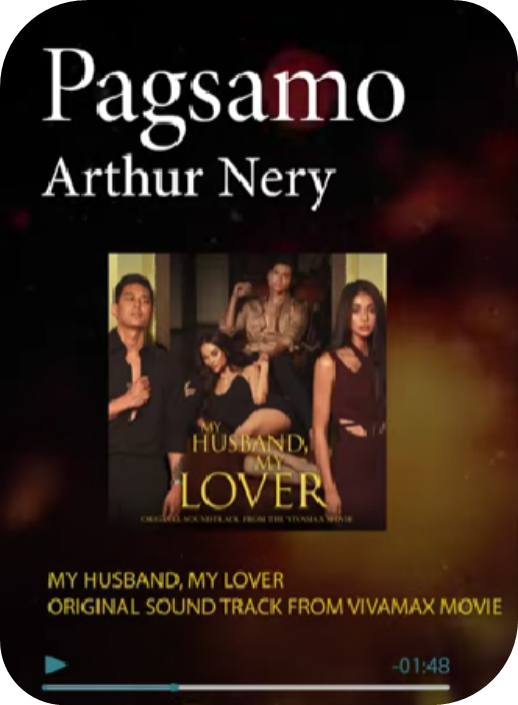 Pagsamo
Arthur Nery
MY
HUSBAND,
MY
LOVER
ORIGINAL SOUNDTRACK FROM THE VIVAMAX MOVIE
MY HUSBAND, MY LOVER
ORIGINAL SOUND TRACK FROM VIVAMAX MOVIE
-01:48